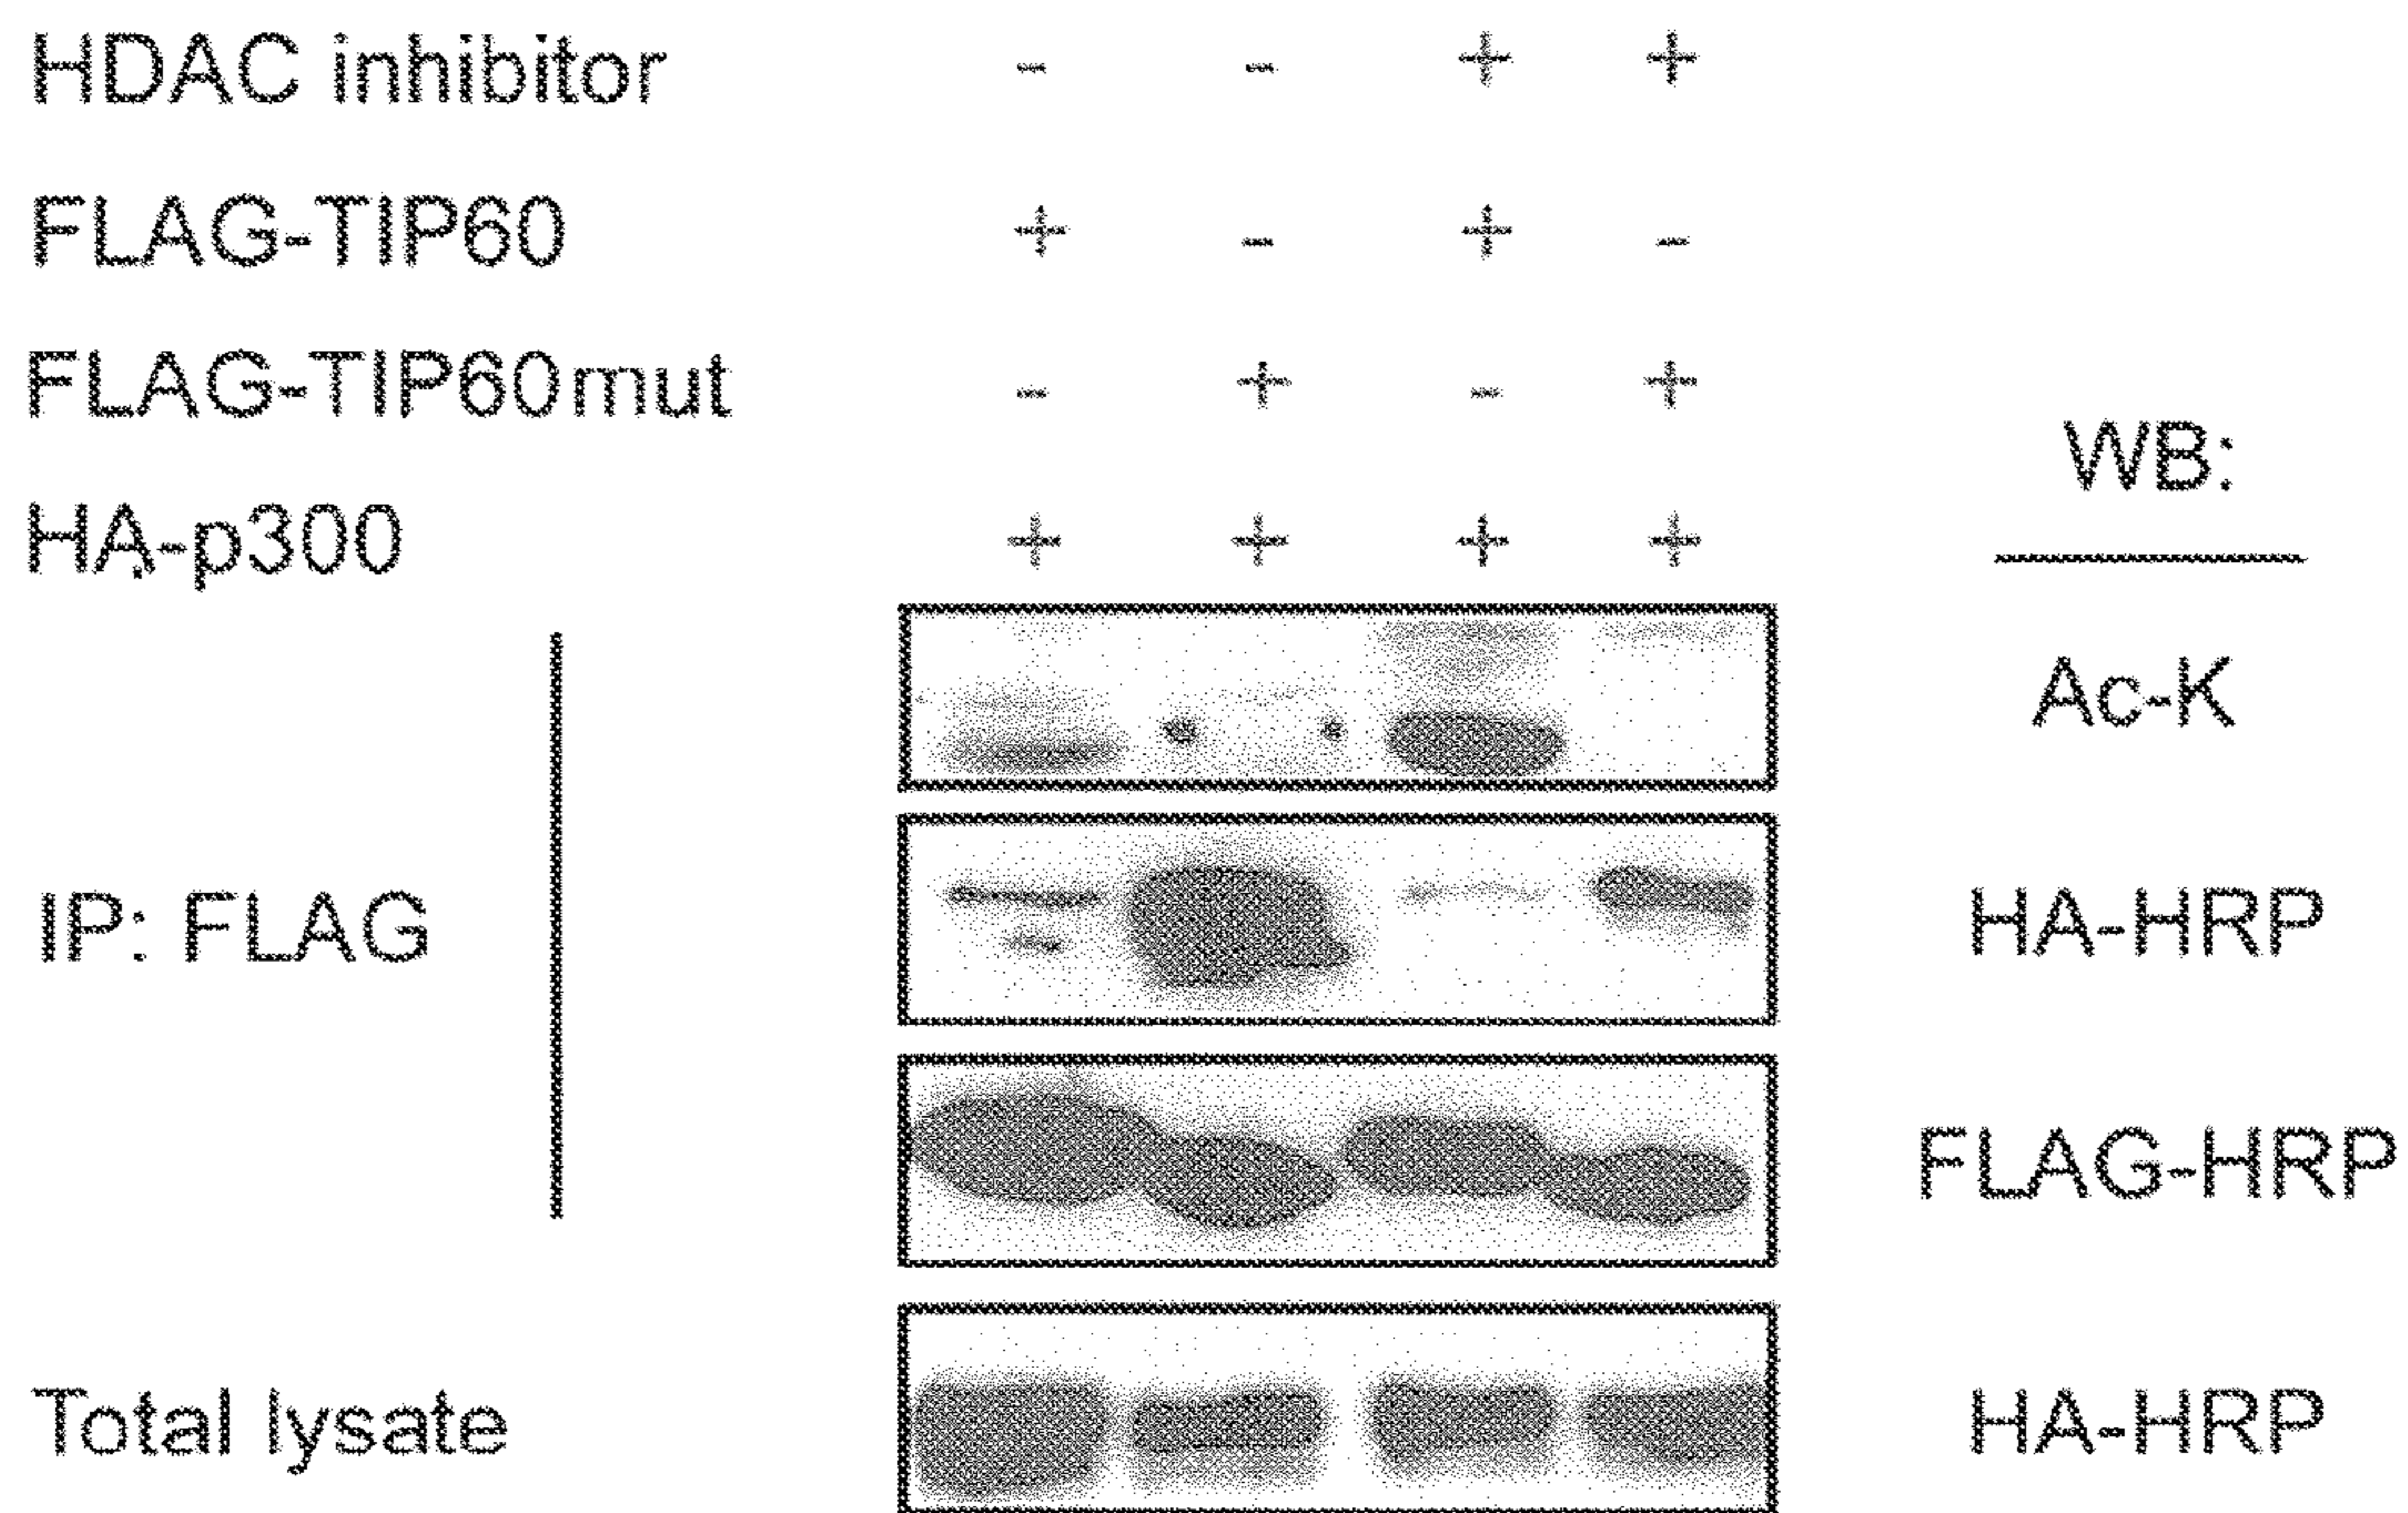 HDAC inhibitor - - + +
FLAG-TIP60 + - + -
FLAG-TIP60mut - + - +
WB:
HA-p300 + + + +
Ac-K
IP: FLAG HA-HRP
FLAG-HRP
Total lysate HA-HRP